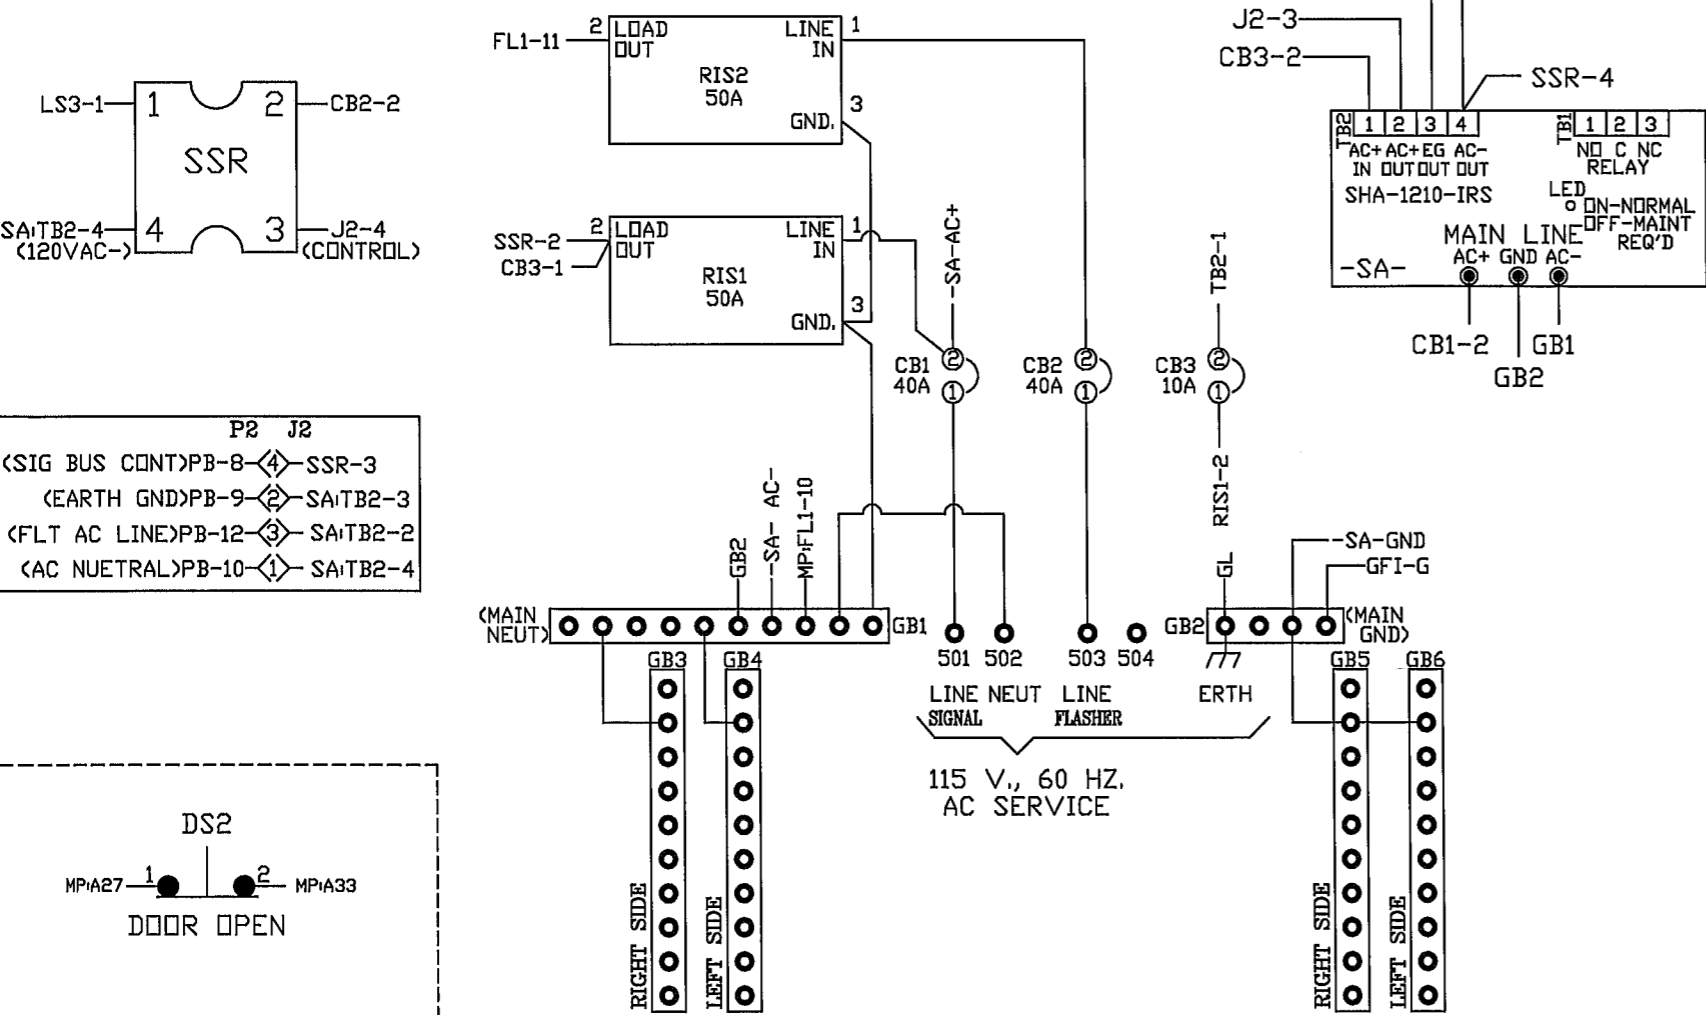 LS3-1
1
2
CB2-2
SSR
SA:TB2-4
(120VAC-)
4
3
J2-4
(CONTROL)
FL1-11
2
LOAD
OUT
LINE
IN
1
RIS2
50A
3
GND.
SSR-2
CB3-1
2
LOAD
OUT
LINE
IN
1
RIS1
50A
3
GND.
J2-3
CB3-2
SSR-4
TB2
1 2 3 4
AC+ AC+ EG AC-
IN OUT OUT OUT
SHA-1210-IRS
TB1
1 2 3
NO C NC
RELAY
LED
ON-NORMAL
OFF-MAINT
REQ'D
MAIN LINE
AC+ GND AC-
-SA-
CB1-2
GB2
GB1
-SA-AC+
CB1
40A
2
1
CB2
40A
2
1
TB2-1
CB3
10A
2
1
RIS1-2
P2 J2
(SIG BUS CONT)PB-8 4 SSR-3
(EARTH GND)PB-9 2 SA:TB2-3
(FLT AC LINE)PB-12 3 SA:TB2-2
(AC NUETRAL)PB-10 1 SA:TB2-4
GB2
-SA- AC-
MP:FL1-10
(MAIN
NEUT)
GB1
GB3
GB4
RIGHT SIDE
LEFT SIDE
501 502 503 504
LINE NEUT LINE ERTH
SIGNAL FLASHER
115 V., 60 HZ.
AC SERVICE
GL
-SA-GND
GFI-G
GB2
(MAIN
GND)
GB5
GB6
RIGHT SIDE
LEFT SIDE
DS2
MP:A27
1
2
MP:A33
DOOR OPEN